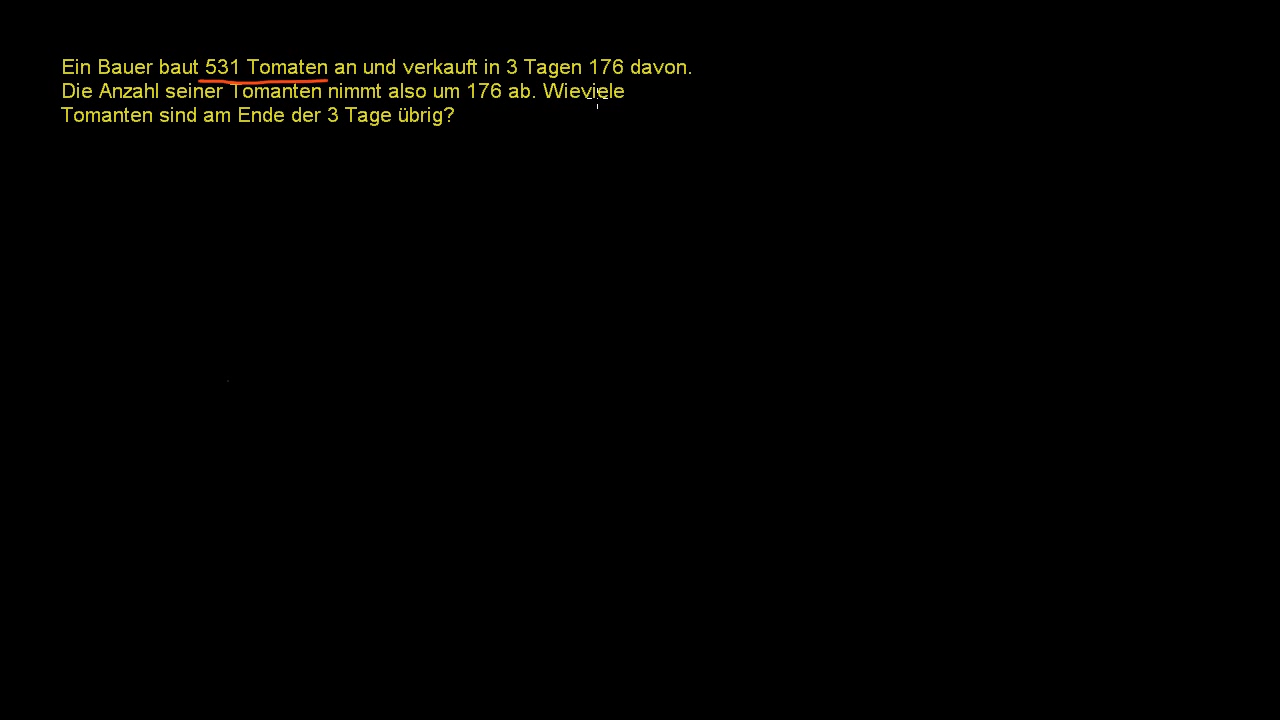 Ein Bauer baut 531 Tomaten an und verkauft in 3 Tagen 176 davon.
Die Anzahl seiner Tomanten nimmt also um 176 ab. Wieviele
Tomanten sind am Ende der 3 Tage übrig?